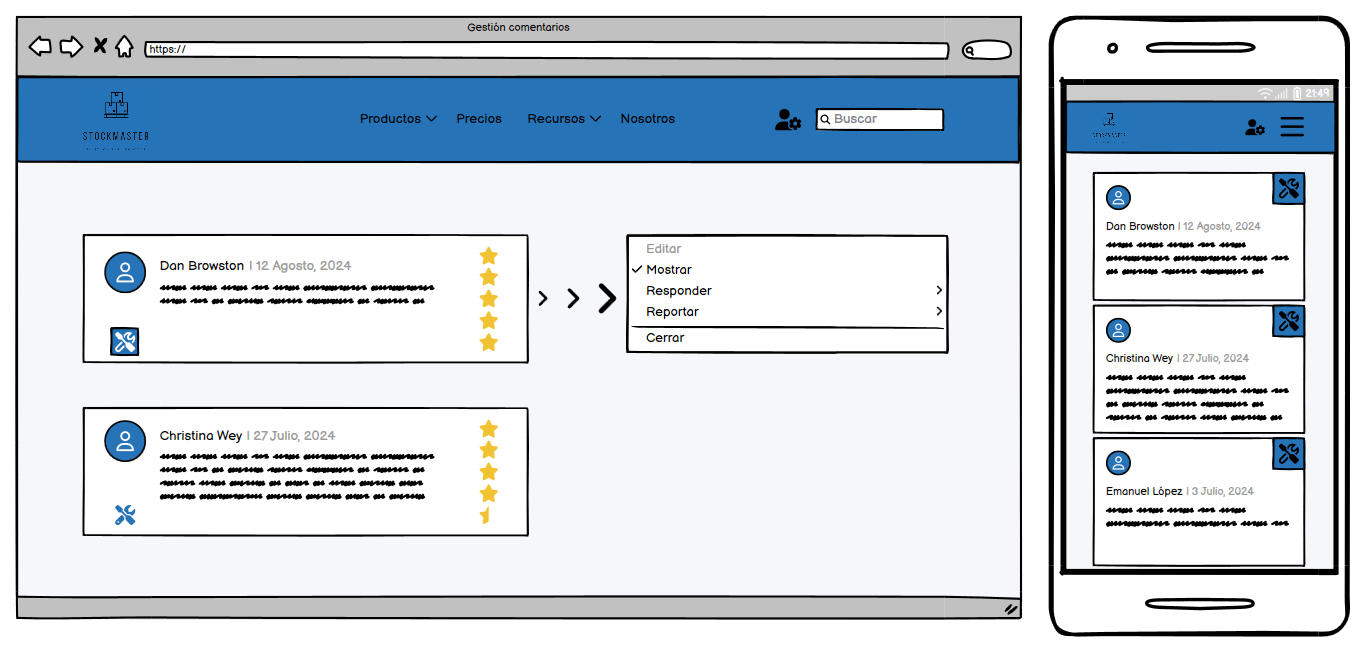 Gestión comentarios
https://
STOCKMASTER
Productos Precios Recursos Nosotros
Buscar
Dan Browston | 12 Agosto, 2024
Editar
Mostrar
Responder
Reportar
Cerrar
Christina Wey | 27 Julio, 2024
21:49
Dan Browston | 12 Agosto, 2024
Christina Wey | 27 Julio, 2024
Emanuel López | 3 Julio, 2024